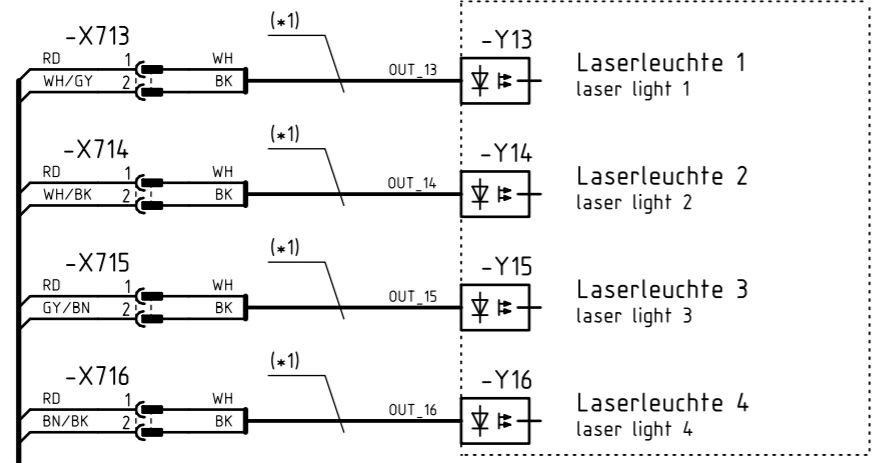 -X713
(*1)
-Y13
RD 1 WH
OUT_13
WH/GY 2 BK
Laserleuchte 1
laser light 1
-X714
(*1)
-Y14
RD 1 WH
OUT_14
WH/BK 2 BK
Laserleuchte 2
laser light 2
-X715
(*1)
-Y15
RD 1 WH
OUT_15
GY/BN 2 BK
Laserleuchte 3
laser light 3
-X716
(*1)
-Y16
RD 1 WH
OUT_16
BN/BK 2 BK
Laserleuchte 4
laser light 4